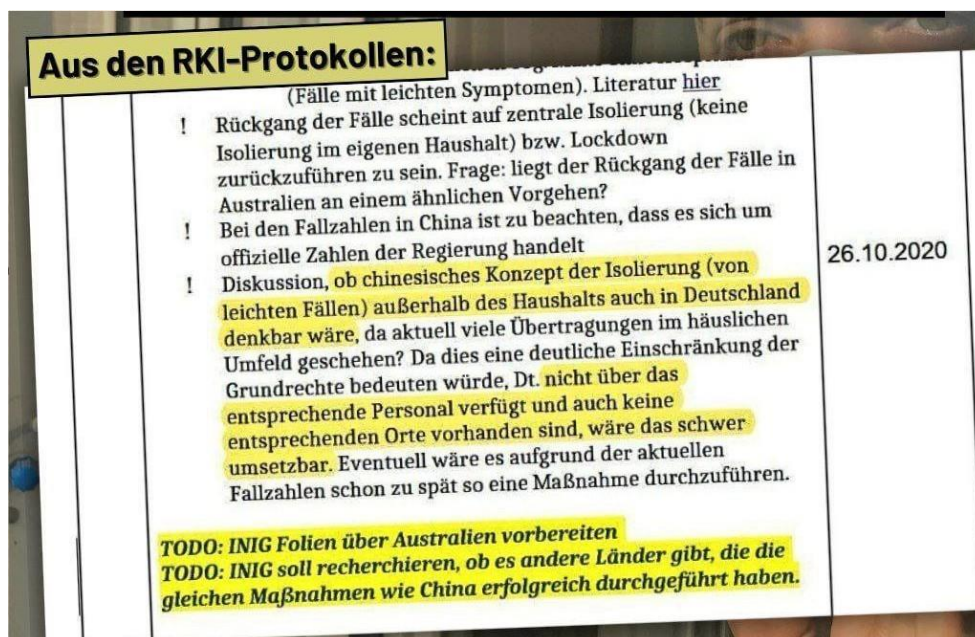 Aus den RKI-Protokollen:
(Fälle mit leichten Symptomen). Literatur hier
! Rückgang der Fälle scheint auf zentrale Isolierung (keine
Isolierung im eigenen Haushalt) bzw. Lockdown
zurückzuführen zu sein. Frage: liegt der Rückgang der Fälle in
Australien an einem ähnlichen Vorgehen?
! Bei den Fallzahlen in China ist zu beachten, dass es sich um
offizielle Zahlen der Regierung handelt
! Diskussion, ob chinesisches Konzept der Isolierung (von
leichten Fällen) außerhalb des Haushalts auch in Deutschland
denkbar wäre, da aktuell viele Übertragungen im häuslichen
Umfeld geschehen? Da dies eine deutliche Einschränkung der
Grundrechte bedeuten würde, Dt. nicht über das
entsprechende Personal verfügt und auch keine
entsprechenden Orte vorhanden sind, wäre das schwer
umsetzbar. Eventuell wäre es aufgrund der aktuellen
Fallzahlen schon zu spät so eine Maßnahme durchzuführen.
26.10.2020
TODO: INIG Folien über Australien vorbereiten
TODO: INIG soll recherchieren, ob es andere Länder gibt, die die
gleichen Maßnahmen wie China erfolgreich durchgeführt haben.